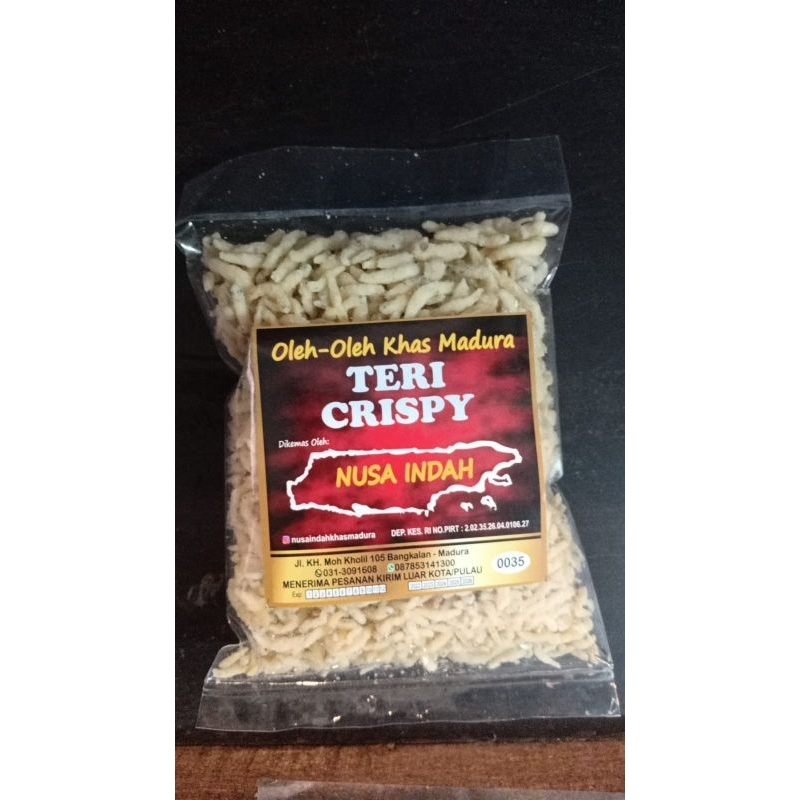 Oleh-Oleh Khas Madura
TERI
CRISPY
Dikemas Oleh:
NUSA INDAH
nusaindahkhasmadura DEP. KES. RI NO.PIRT : 2.02.35.26.04.0106.27
Jl. KH. Moh Kholil 105 Bangkalan - Madura
031-3091608 087853141300
MENERIMA PESANAN KIRIM LUAR KOTA/PULAU
0035
Exp: